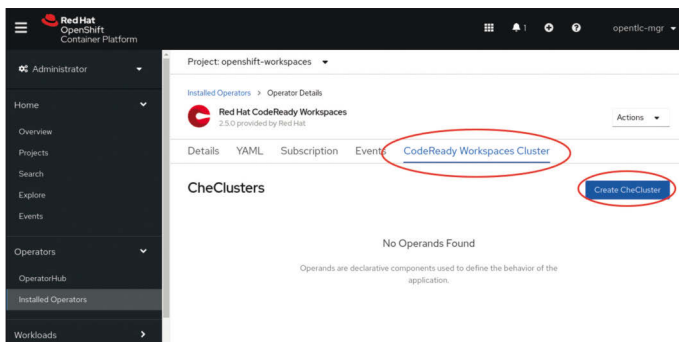 Red Hat
OpenShift
Container Platform
1
opentlc-mgr
Administrator
Project: openshift-workspaces
Home
Overview
Projects
Search
Explore
Events
Operators
OperatorHub
Installed Operators
Workloads
Installed Operators > Operator Details
Red Hat CodeReady Workspaces
2.5.0 provided by Red Hat
Actions
Details YAML Subscription Events CodeReady Workspaces Cluster
CheClusters
Create CheCluster
No Operands Found
Operands are declarative components used to define the behavior of the
application.